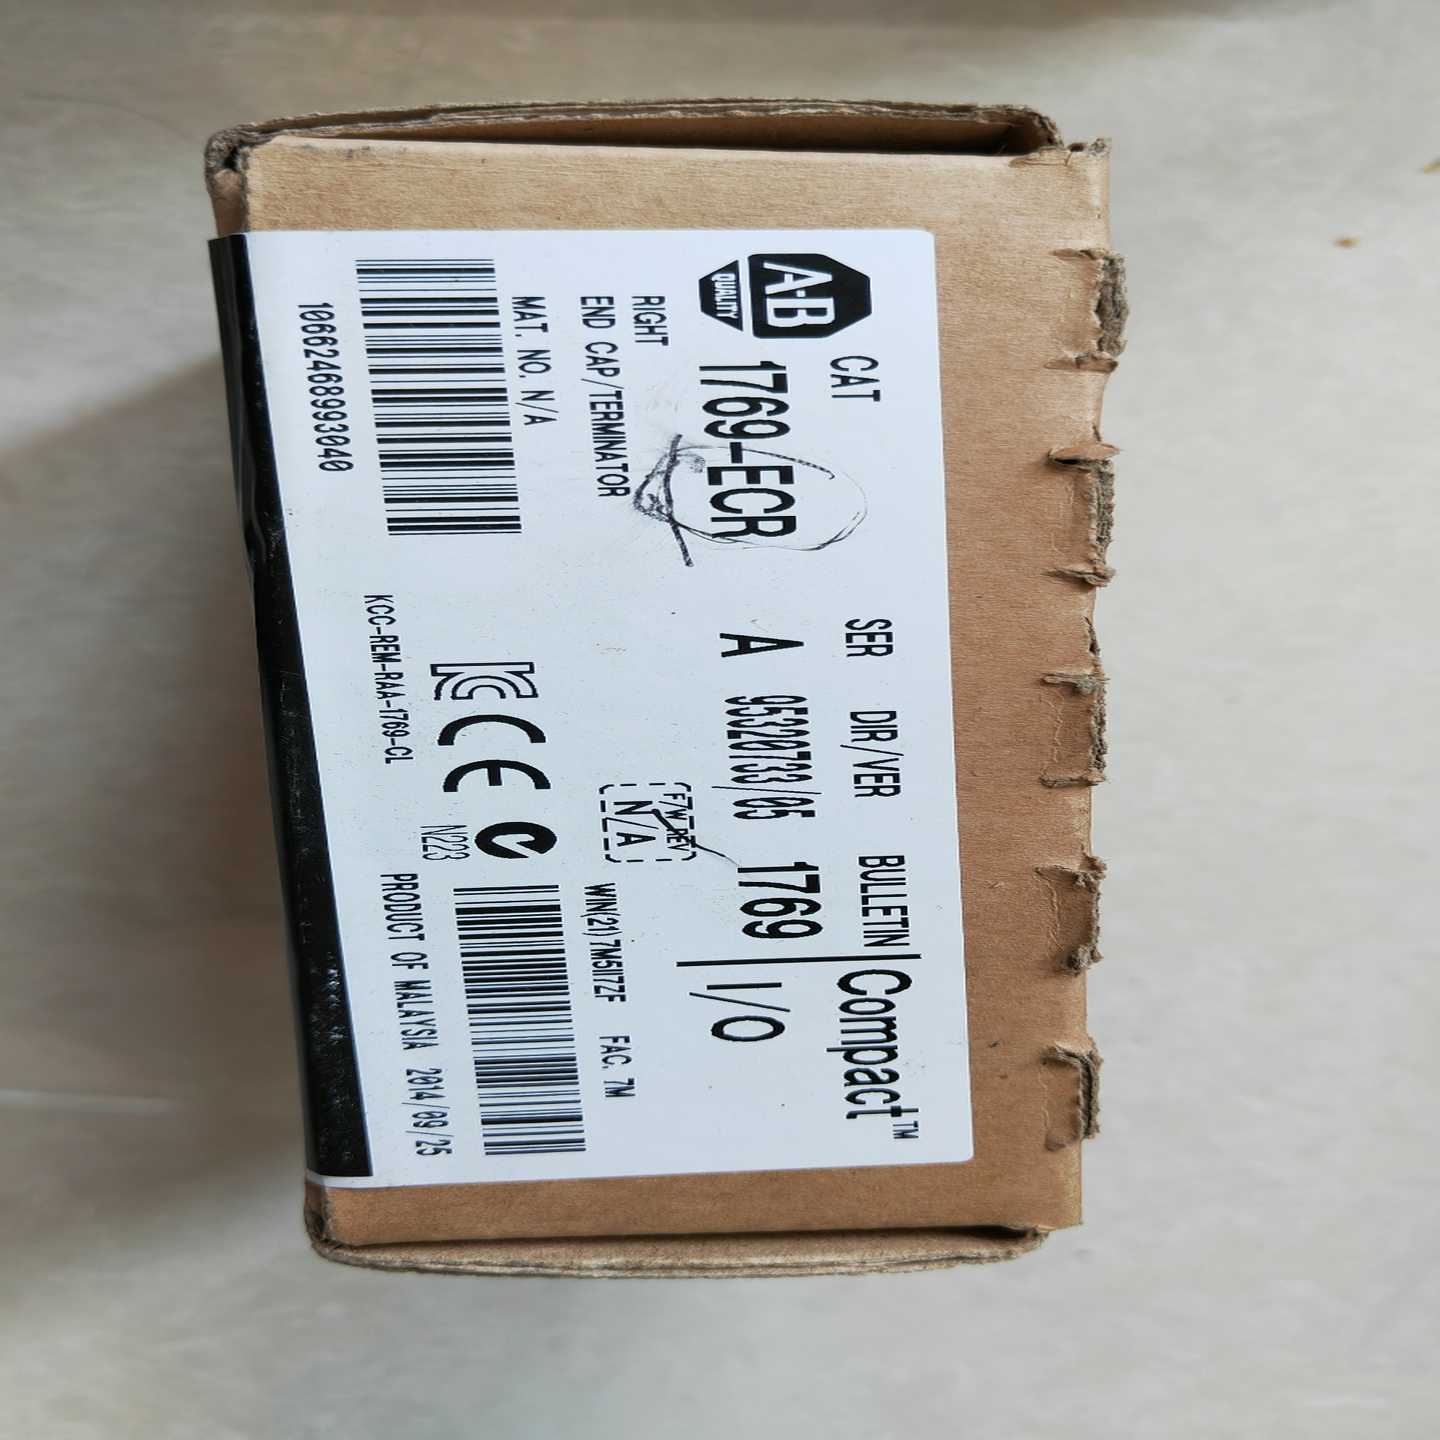 CAT SER DIR/VER BULLETIN
A-B
QUALITY
1769-ECR A 95320733/05 1769
Compact™
I/O
RIGHT
END CAP/TERMINATOR
F/W REV
N/A
MAT. NO. N/A
WIN(21)7M5II7ZF FAC. 7M
10662468993040
KCC-REM-RAA-1769-CL
N223
PRODUCT OF MALAYSIA 2014/09/25